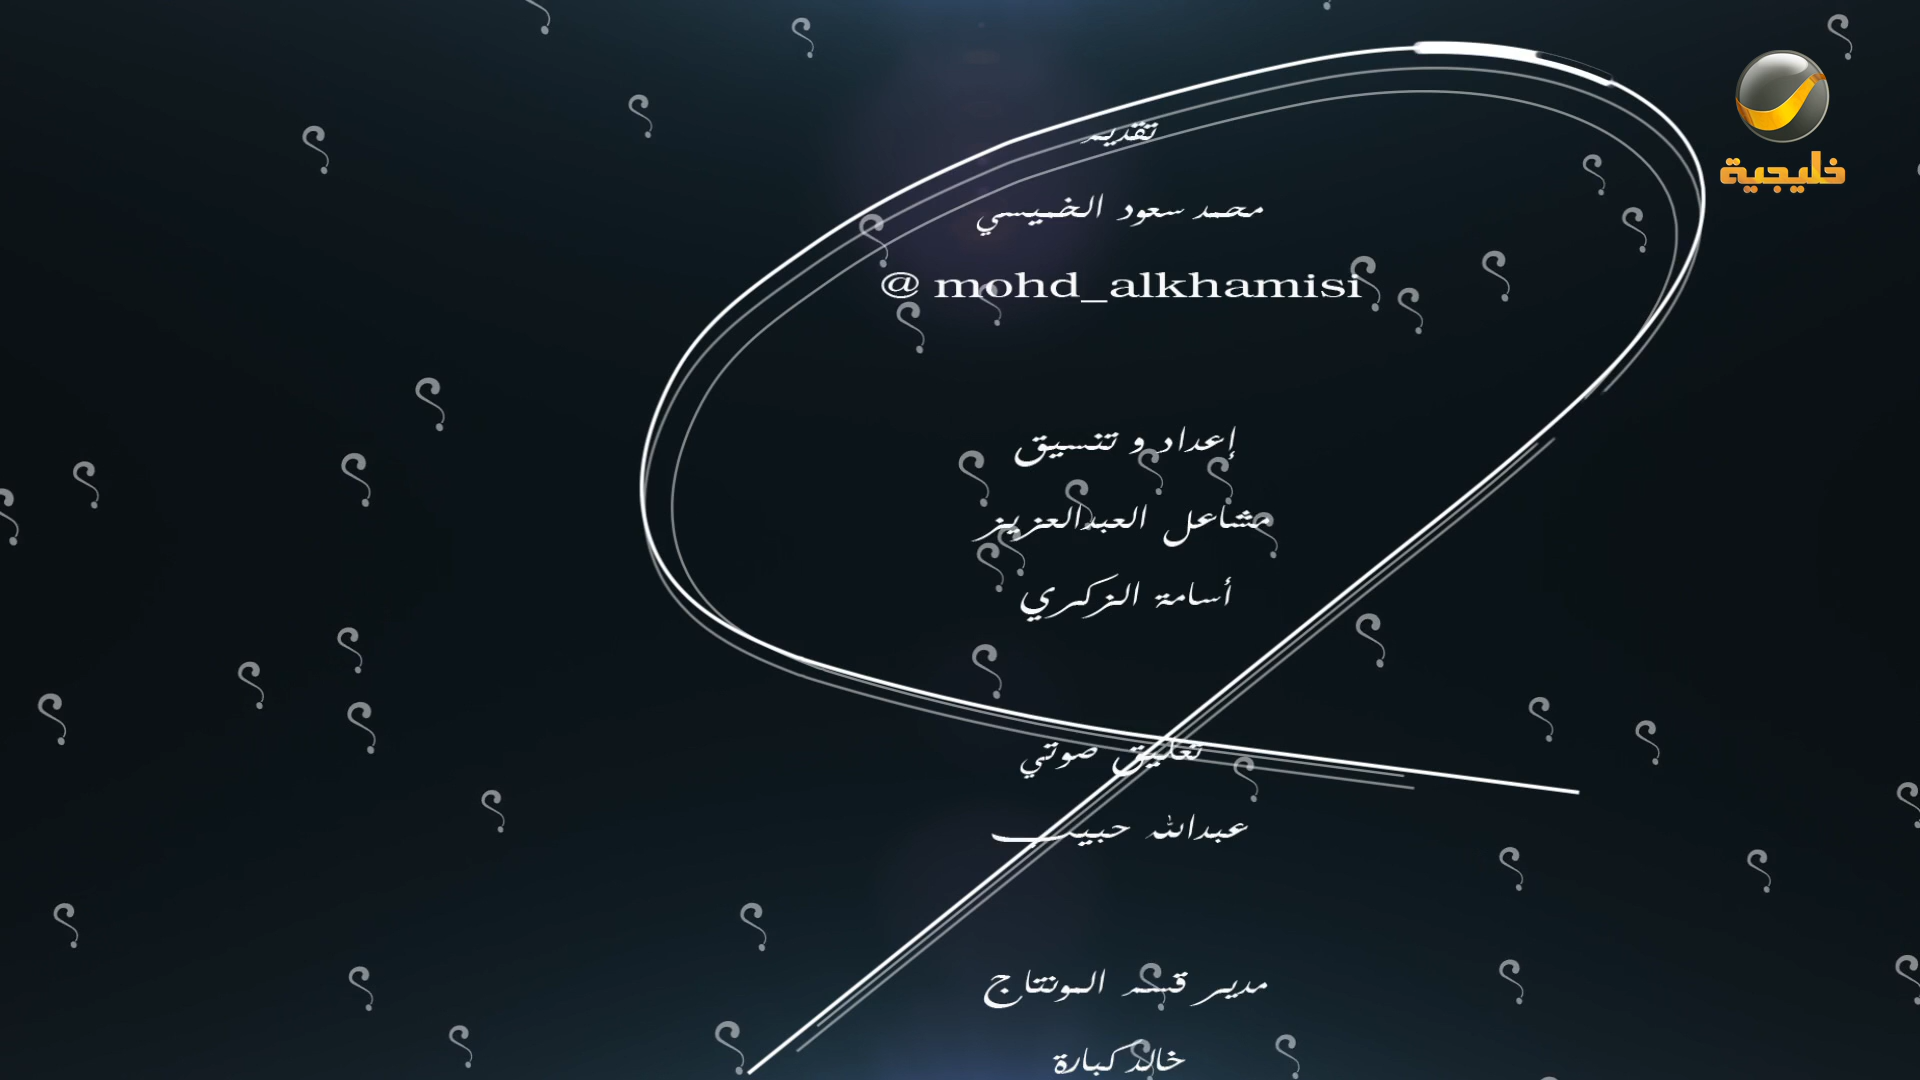 خليجية
تقديم
محمد سعود الخميسي
@ mohd_alkhamisi
إعداد و تنسيق
مشاعل العبدالعزيز
أسامة الزكري
تعليق صوتي
عبدالله حبيب
مدير قسم المونتاج
خالد كبارة